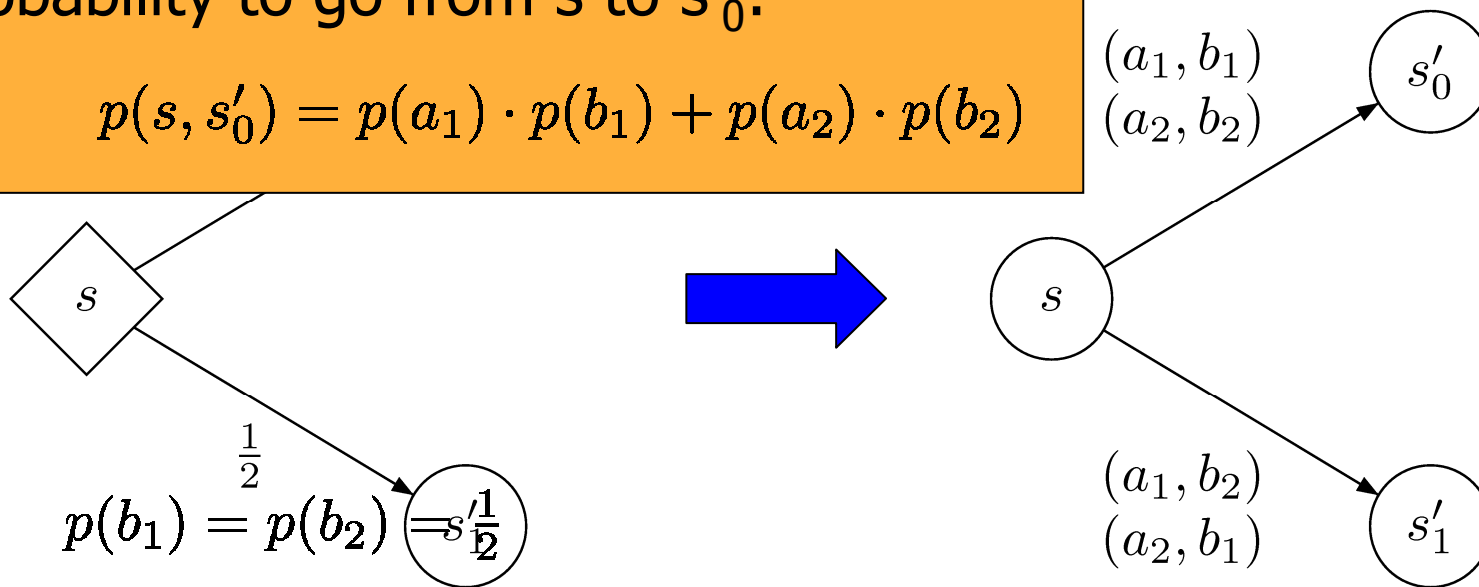 to go from s to s'₀:
p(s, s'₀) = p(a₁) · p(b₁) + p(a₂) · p(b₂)
(a₁, b₁)
(a₂, b₂)
s'₀
s
s
1/2
p(b₁) = p(b₂) = 1/2
s'₁
(a₁, b₂)
(a₂, b₁)
s'₁